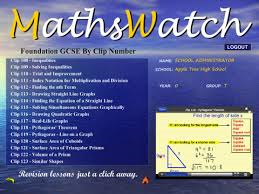 MathsWatch
LOGOUT
Foundation GCSE By Clip Number
NAME: SCHOOL ADMINISTRATOR
SCHOOL: Apple Tree High School
YEAR: 0 GROUP: T
Clip 108 - Inequalities
Clip 109 - Solving Inequalities
Clip 110 - Trial and Improvement
Clip 111 - Index Notation for Multiplication and Division
Clip 112 - Finding the nth Term
Clip 113 - Drawing Straight Line Graphs
Clip 114 - Finding the Equation of a Straight Line
Clip 115 - Solving Simultaneous Equations Graphically
Clip 116 - Drawing Quadratic Graphs
Clip 117 - Real-Life Graphs
Clip 118 - Pythagoras' Theorem
Clip 119 - Pythagoras - Line on a Graph
Clip 120 - Surface Area of Cuboids
Clip 121 - Surface Area of Triangular Prisms
Clip 122 - Volume of a Prism
Clip 123 - Similar Shapes
Find the length of side x
Revision lessons just a click away.